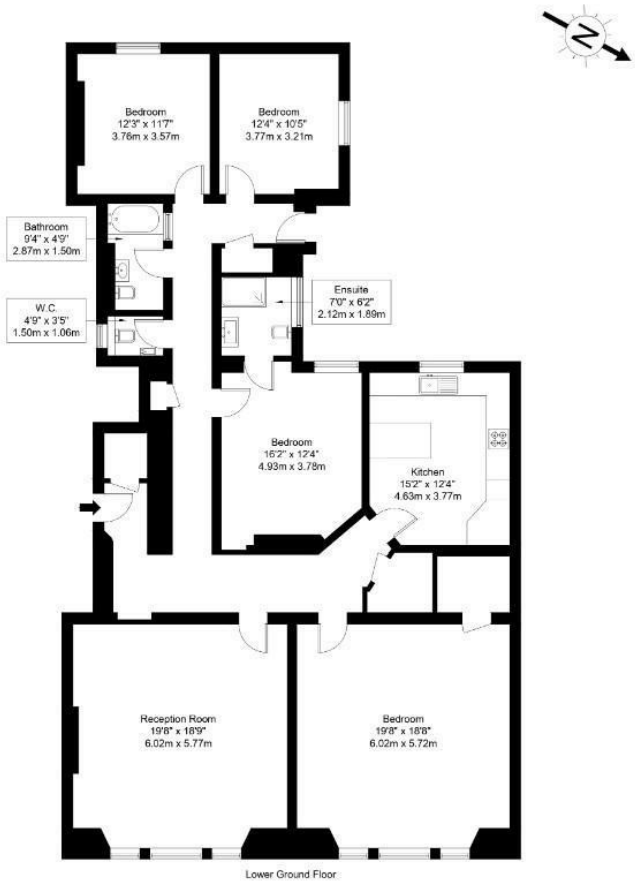 N
Bedroom
12'3" x 11'7"
3.76m x 3.57m
Bedroom
12'4" x 10'5"
3.77m x 3.21m
Bathroom
9'4" x 4'9"
2.87m x 1.50m
W.C.
4'9" x 3'5"
1.50m x 1.06m
Ensuite
7'0" x 6'2"
2.12m x 1.89m
Bedroom
16'2" x 12'4"
4.93m x 3.78m
Kitchen
15'2" x 12'4"
4.63m x 3.77m
Reception Room
19'8" x 18'9"
6.02m x 5.77m
Bedroom
19'8" x 18'8"
6.02m x 5.72m
Lower Ground Floor